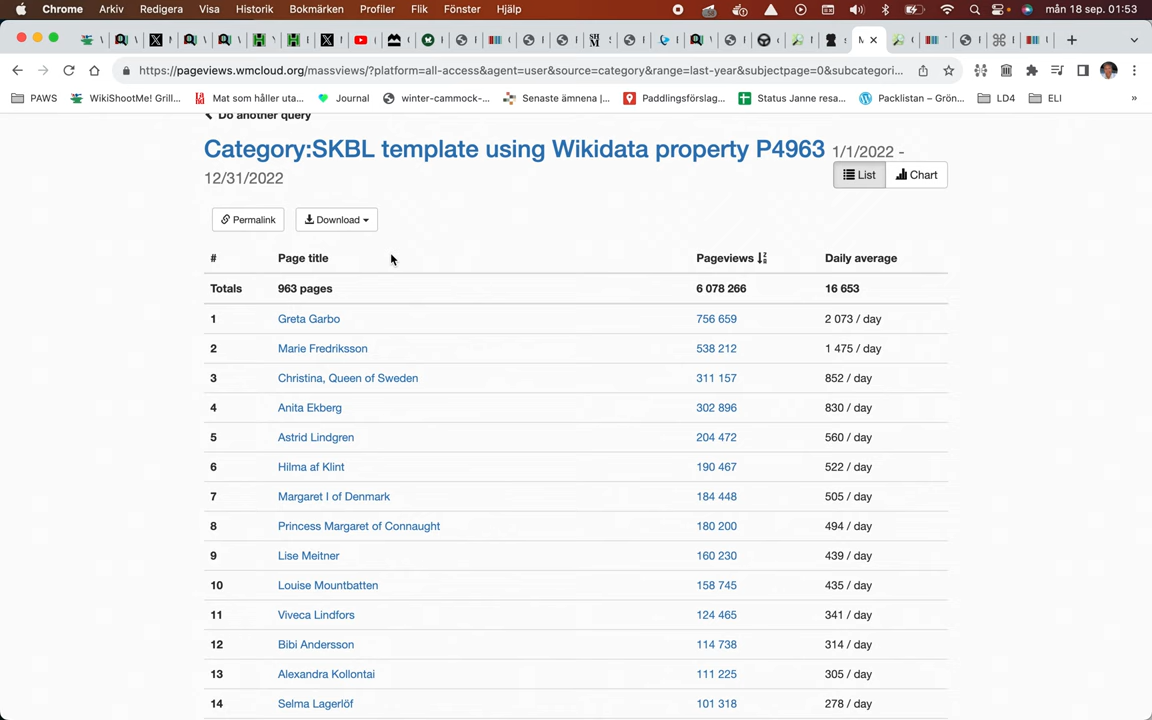 Chrome Arkiv Redigera Visa Historik Bokmärken Profiler Flik Fönster Hjälp mån 18 sep. 01:53
https://pageviews.wmcloud.org/massviews/?platform=all-access&agent=user&source=category&range=last-year&subjectpage=0&subcategori...
PAWS WikiShootMe! Grill... Mat som håller uta... Journal winter-cammock-... Senaste ämnena |... Paddlingsförslag... Status Janne resa... Packlistan – Grön... LD4 ELI »
Do another query
Category:SKBL template using Wikidata property P4963 1/1/2022 -
12/31/2022
List Chart
Permalink Download
# Page title Pageviews Daily average
Totals 963 pages 6 078 266 16 653
1 Greta Garbo 756 659 2 073 / day
2 Marie Fredriksson 538 212 1 475 / day
3 Christina, Queen of Sweden 311 157 852 / day
4 Anita Ekberg 302 896 830 / day
5 Astrid Lindgren 204 472 560 / day
6 Hilma af Klint 190 467 522 / day
7 Margaret I of Denmark 184 448 505 / day
8 Princess Margaret of Connaught 180 200 494 / day
9 Lise Meitner 160 230 439 / day
10 Louise Mountbatten 158 745 435 / day
11 Viveca Lindfors 124 465 341 / day
12 Bibi Andersson 114 738 314 / day
13 Alexandra Kollontai 111 225 305 / day
14 Selma Lagerlöf 101 318 278 / day